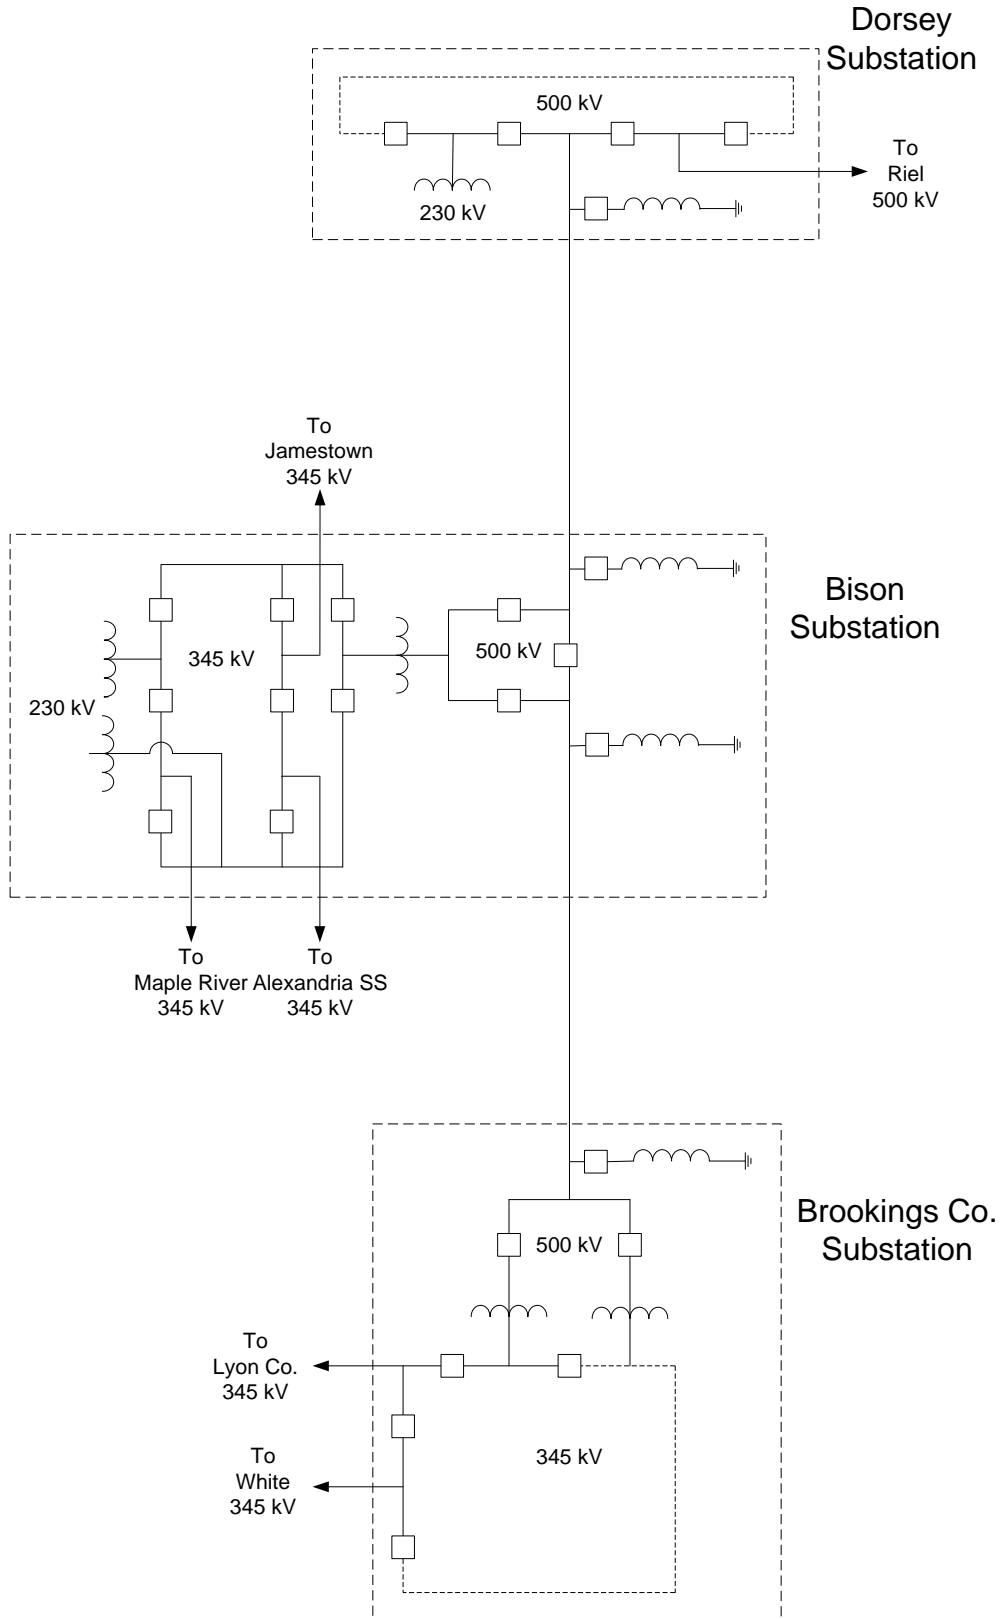 Dorsey
Substation
500 kV
To
Riel
500 kV
230 kV
To
Jamestown
345 kV
Bison
Substation
345 kV
500 kV
230 kV
To
Maple River
345 kV
To
Alexandria SS
345 kV
Brookings Co.
Substation
500 kV
To
Lyon Co.
345 kV
To
White
345 kV
345 kV